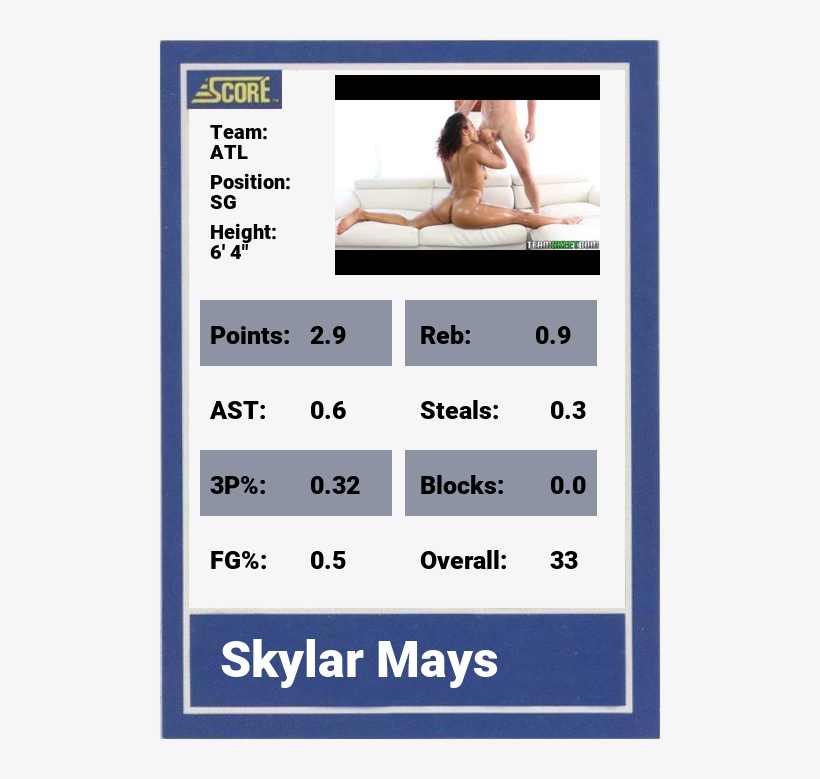 SCORE
Team:
ATL
Position:
SG
Height:
6' 4"
TEAMSKEET.COM
Points: 2.9 Reb: 0.9
AST: 0.6 Steals: 0.3
3P%: 0.32 Blocks: 0.0
FG%: 0.5 Overall: 33
Skylar Mays